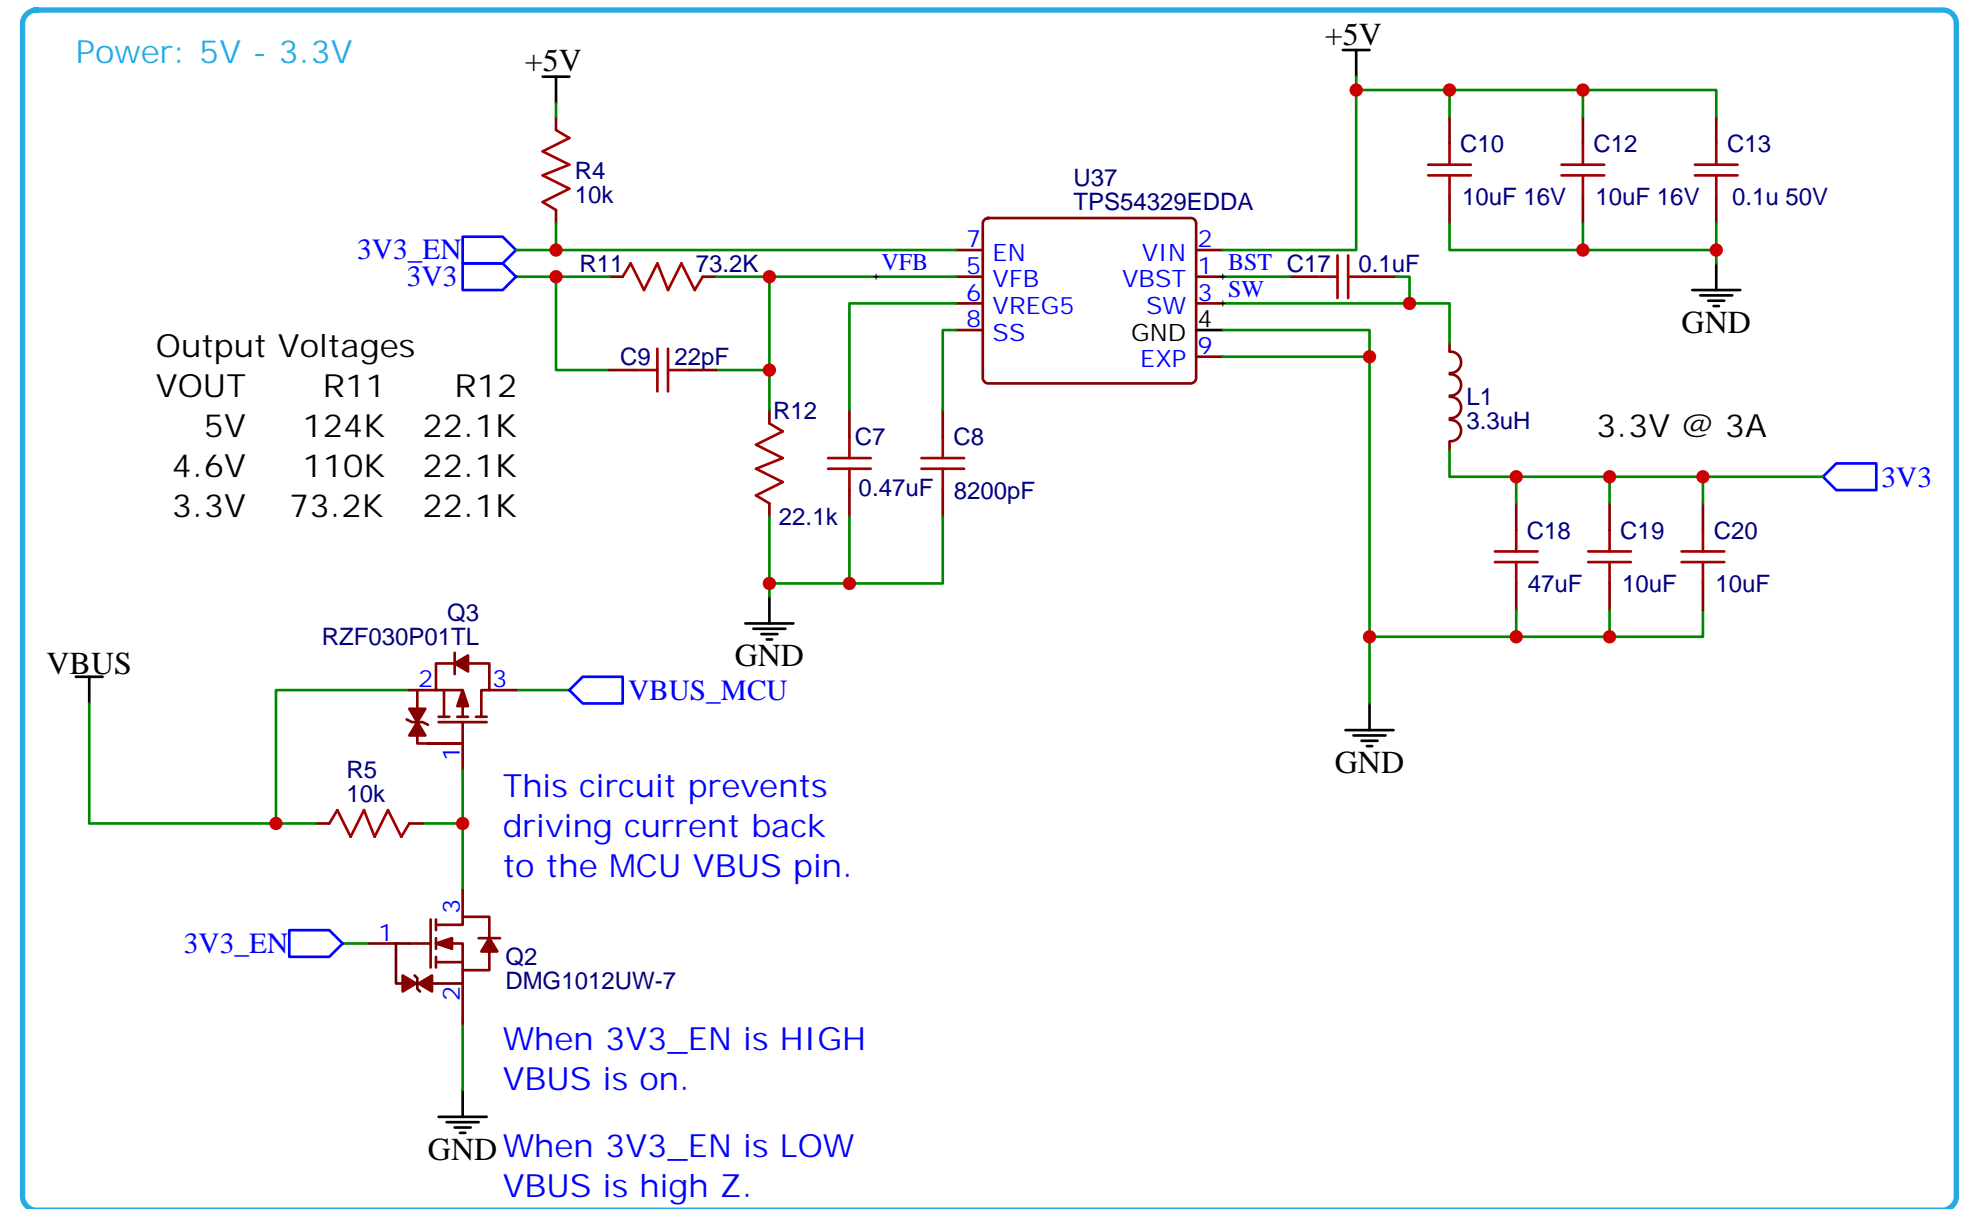 Power: 5V - 3.3V
+5V
+5V
R4
10k
C10
10uF 16V
C12
10uF 16V
C13
0.1u 50V
GND
U37
TPS54329EDDA
3V3_EN
3V3
R11
73.2K
VFB
7
5
6
8
EN
VFB
VREG5
SS
VIN
VBST
SW
GND
EXP
2
1
3
4
9
BST
SW
C17
0.1uF
Output Voltages
VOUT R11 R12
5V 124K 22.1K
4.6V 110K 22.1K
3.3V 73.2K 22.1K
C9
22pF
R12
22.1k
C7
0.47uF
C8
8200pF
GND
L1
3.3uH
3.3V @ 3A
3V3
C18
47uF
C19
10uF
C20
10uF
GND
Q3
RZF030P01TL
VBUS
2
3
1
VBUS_MCU
R5
10k
This circuit prevents
driving current back
to the MCU VBUS pin.
3V3_EN
1
3
2
Q2
DMG1012UW-7
GND
When 3V3_EN is HIGH
VBUS is on.
When 3V3_EN is LOW
VBUS is high Z.